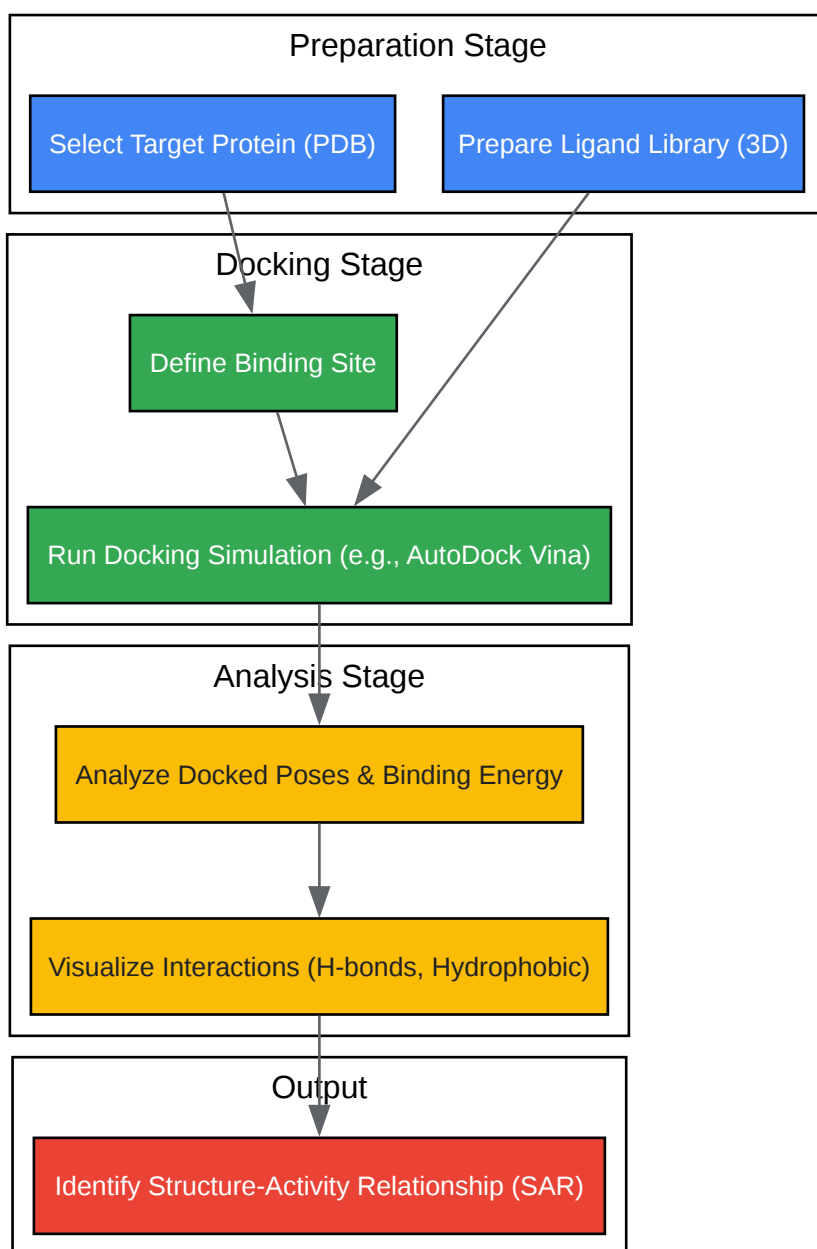 Preparation Stage
Select Target Protein (PDB)
Prepare Ligand Library (3D)
Docking Stage
Define Binding Site
Run Docking Simulation (e.g., AutoDock Vina)
Analysis Stage
Analyze Docked Poses & Binding Energy
Visualize Interactions (H-bonds, Hydrophobic)
Output
Identify Structure-Activity Relationship (SAR)